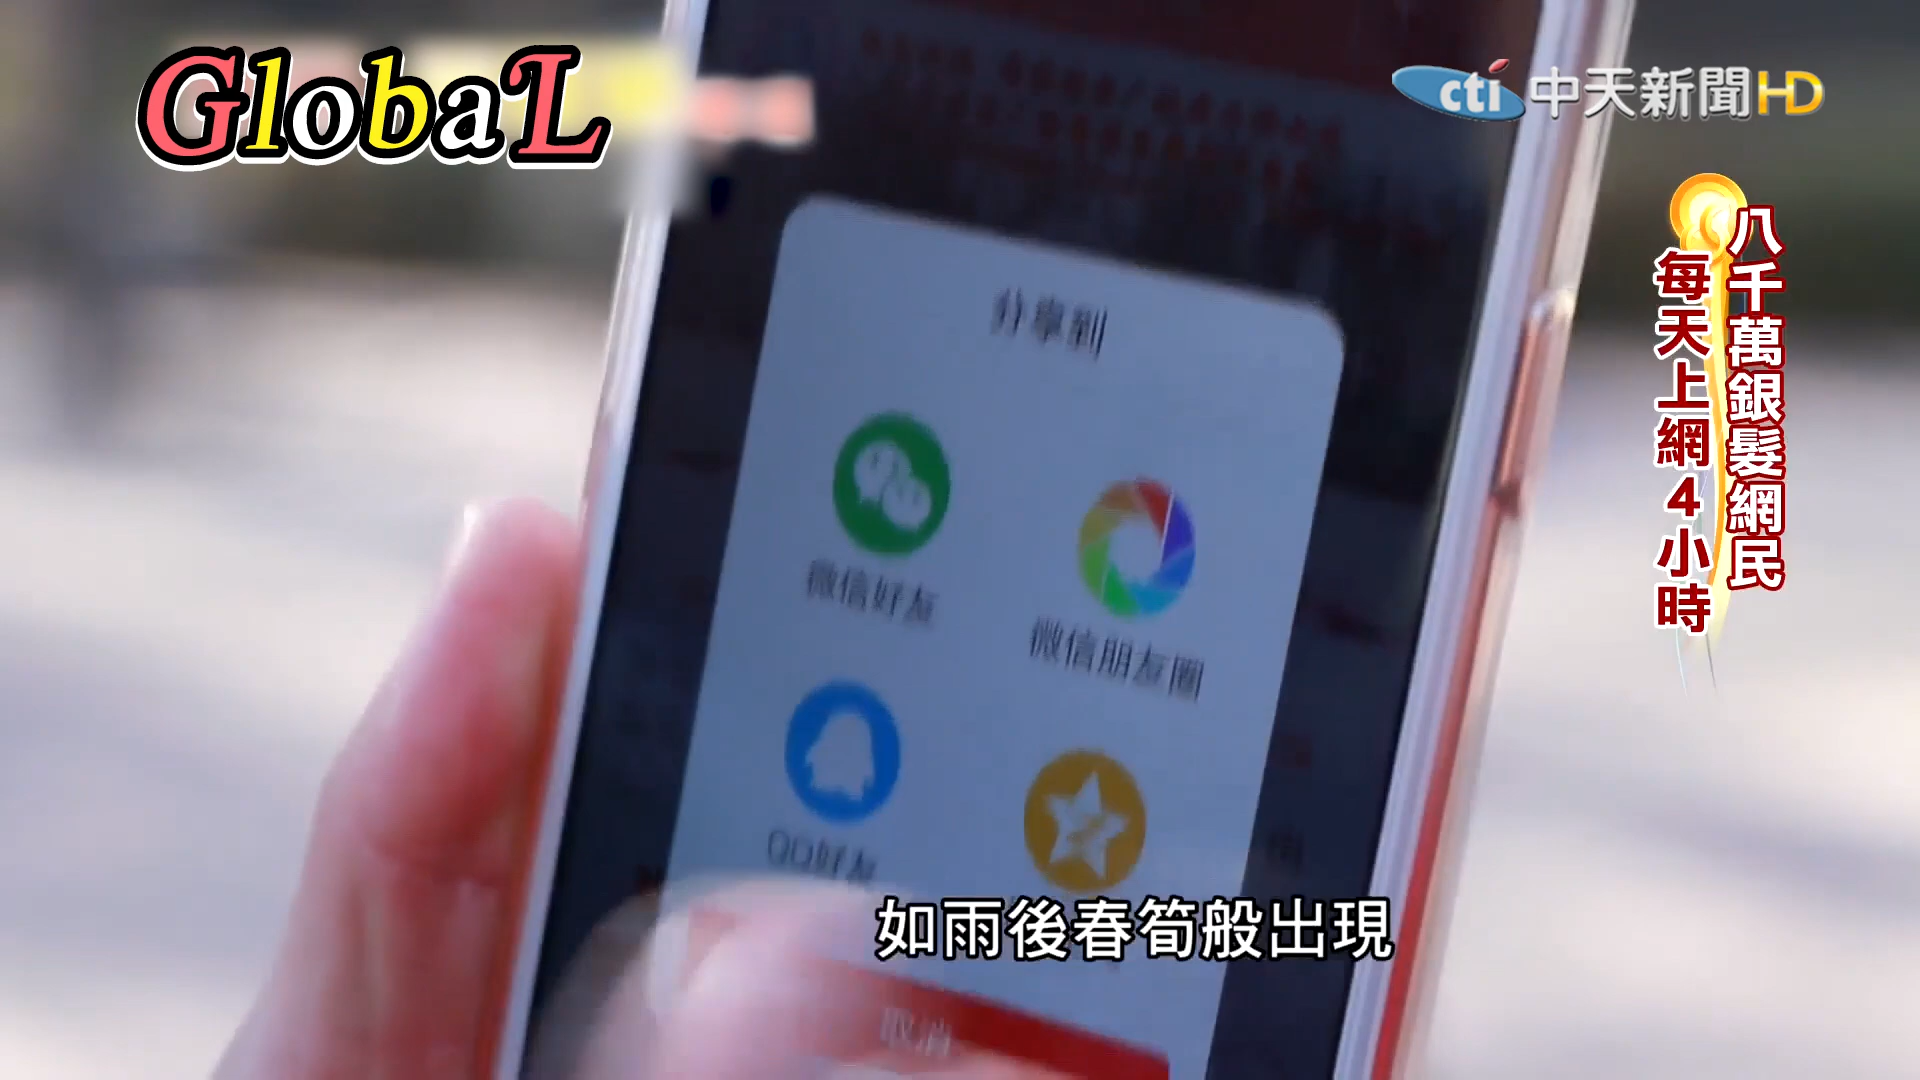 GlobaL
cti 中天新聞HD
八千萬銀髮網民
每天上網4小時
分享到
微信好友
微信朋友圈
QQ好友
如雨後春筍般出現
取消